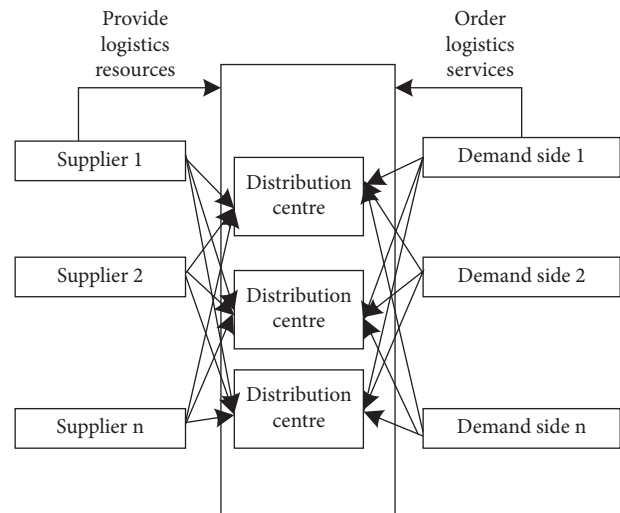 Provide
logistics
resources
Order
logistics
services
Supplier 1
Distribution
centre
Demand side 1
Supplier 2
Distribution
centre
Demand side 2
Supplier n
Distribution
centre
Demand side n